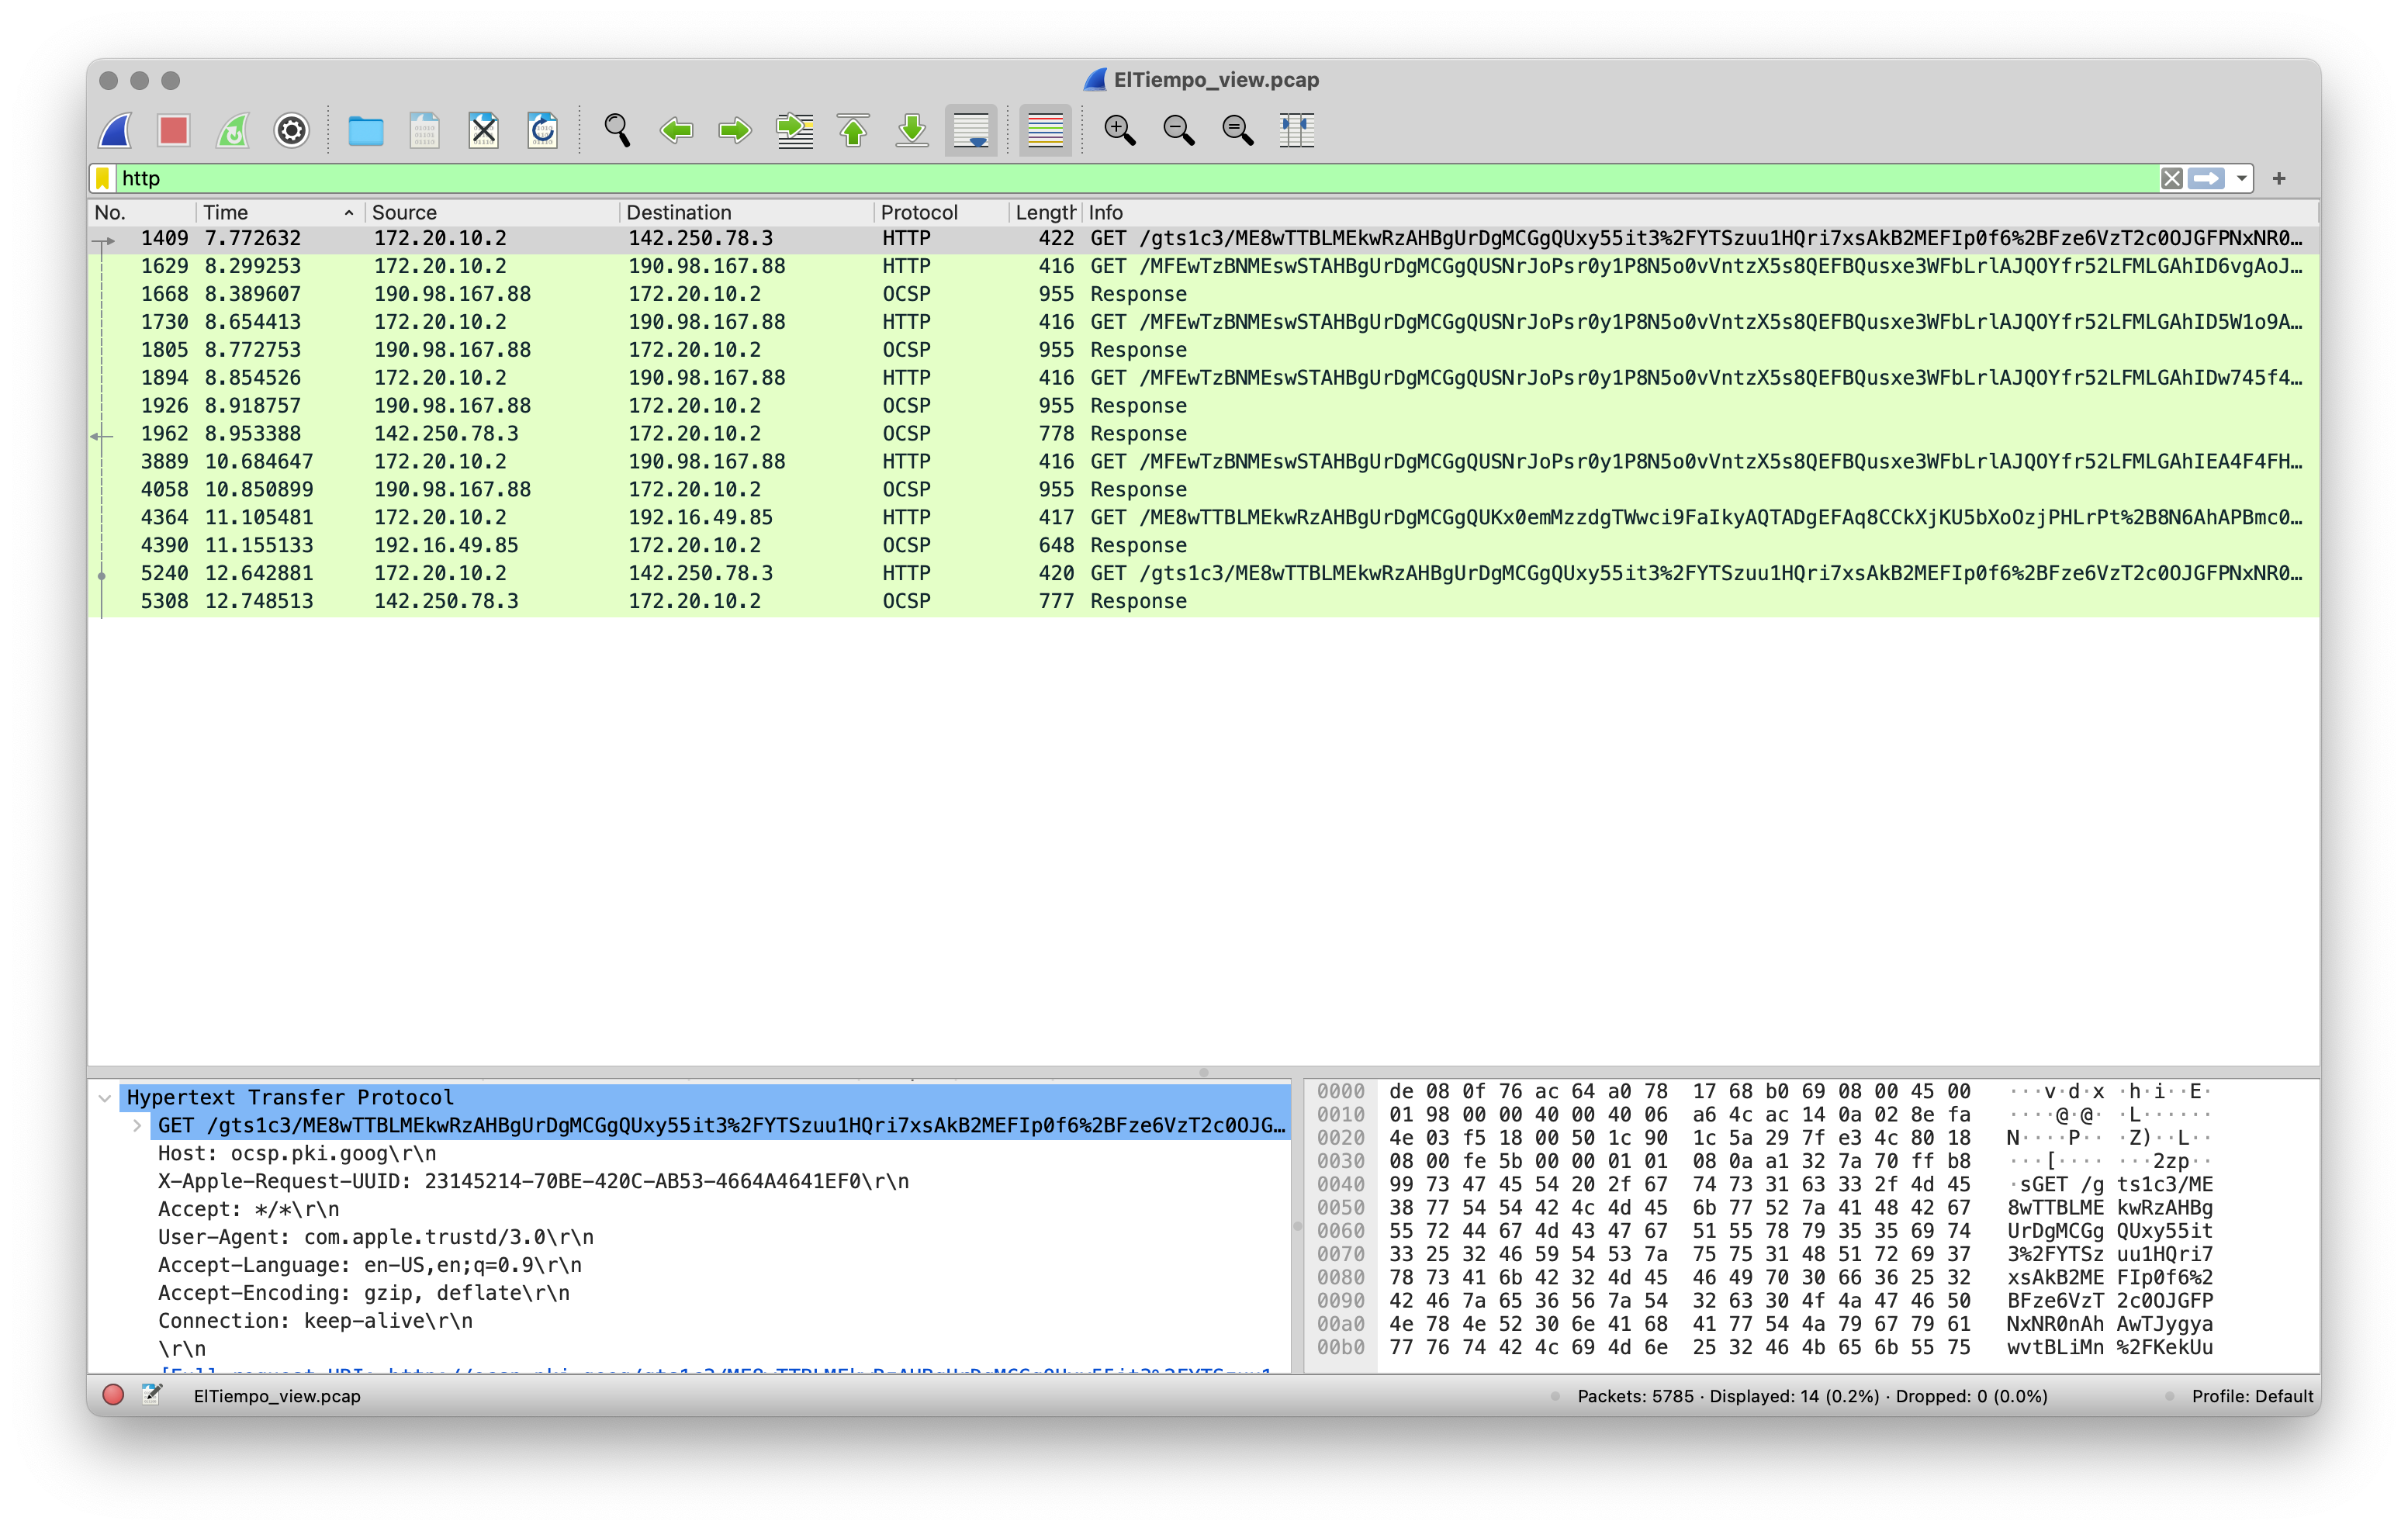 ElTiempo_view.pcap
http
No. Time Source Destination Protocol Length Info
1409 7.772632 172.20.10.2 142.250.78.3 HTTP 422 GET /gts1c3/ME8wTTBLMEkwRzAHBgUrDgMCGgQUxy55it3%2FYTSzuu1HQri7xsAkB2MEFIp0f6%2BFze6VzT2c0OJGFPNxNR0…
1629 8.299253 172.20.10.2 190.98.167.88 HTTP 416 GET /MFEwTzBNMEswSTAHBgUrDgMCGgQUSNrJoPsr0y1P8N5o0vVntzX5s8QEFBQusxe3WFbLrlAJQOYfr52LFMLGAhID6vgAoJ…
1668 8.389607 190.98.167.88 172.20.10.2 OCSP 955 Response
1730 8.654413 172.20.10.2 190.98.167.88 HTTP 416 GET /MFEwTzBNMEswSTAHBgUrDgMCGgQUSNrJoPsr0y1P8N5o0vVntzX5s8QEFBQusxe3WFbLrlAJQOYfr52LFMLGAhID5W1o9A…
1805 8.772753 190.98.167.88 172.20.10.2 OCSP 955 Response
1894 8.854526 172.20.10.2 190.98.167.88 HTTP 416 GET /MFEwTzBNMEswSTAHBgUrDgMCGgQUSNrJoPsr0y1P8N5o0vVntzX5s8QEFBQusxe3WFbLrlAJQOYfr52LFMLGAhIDw745f4…
1926 8.918757 190.98.167.88 172.20.10.2 OCSP 955 Response
1962 8.953388 142.250.78.3 172.20.10.2 OCSP 778 Response
3889 10.684647 172.20.10.2 190.98.167.88 HTTP 416 GET /MFEwTzBNMEswSTAHBgUrDgMCGgQUSNrJoPsr0y1P8N5o0vVntzX5s8QEFBQusxe3WFbLrlAJQOYfr52LFMLGAhIEA4F4FH…
4058 10.850899 190.98.167.88 172.20.10.2 OCSP 955 Response
4364 11.105481 172.20.10.2 192.16.49.85 HTTP 417 GET /ME8wTTBLMEkwRzAHBgUrDgMCGgQUKx0emMzzdgTWwci9FaIkyAQTADgEFAq8CCkXjKU5bXoOzjPHLrPt%2B8N6AhAPBmc0…
4390 11.155133 192.16.49.85 172.20.10.2 OCSP 648 Response
5240 12.642881 172.20.10.2 142.250.78.3 HTTP 420 GET /gts1c3/ME8wTTBLMEkwRzAHBgUrDgMCGgQUxy55it3%2FYTSzuu1HQri7xsAkB2MEFIp0f6%2BFze6VzT2c0OJGFPNxNR0…
5308 12.748513 142.250.78.3 172.20.10.2 OCSP 777 Response
Hypertext Transfer Protocol
GET /gts1c3/ME8wTTBLMEkwRzAHBgUrDgMCGgQUxy55it3%2FYTSzuu1HQri7xsAkB2MEFIp0f6%2BFze6VzT2c0OJG…
Host: ocsp.pki.goog\r\n
X-Apple-Request-UUID: 23145214-70BE-420C-AB53-4664A4641EF0\r\n
Accept: */*\r\n
User-Agent: com.apple.trustd/3.0\r\n
Accept-Language: en-US,en;q=0.9\r\n
Accept-Encoding: gzip, deflate\r\n
Connection: keep-alive\r\n
\r\n
0000 de 08 0f 76 ac 64 a0 78 17 68 b0 69 08 00 45 00 ···v·d·x ·h·i··E·
0010 01 98 00 00 40 00 40 06 a6 4c ac 14 0a 02 8e fa ····@·@· ·L······
0020 4e 03 f5 18 00 50 1c 90 1c 5a 29 7f e3 4c 80 18 N····P·· ·Z)··L··
0030 08 00 fe 5b 00 00 01 01 08 0a a1 32 7a 70 ff b8 ···[···· ···2zp··
0040 99 73 47 45 54 20 2f 67 74 73 31 63 33 2f 4d 45 ·sGET /g ts1c3/ME
0050 38 77 54 54 42 4c 4d 45 6b 77 52 7a 41 48 42 67 8wTTBLME kwRzAHBg
0060 55 72 44 67 4d 43 47 67 51 55 78 79 35 35 69 74 UrDgMCGg QUxy55it
0070 33 25 32 46 59 54 53 7a 75 75 31 48 51 72 69 37 3%2FYTSz uu1HQri7
0080 78 73 41 6b 42 32 4d 45 46 49 70 30 66 36 25 32 xsAkB2ME FIp0f6%2
0090 42 46 7a 65 36 56 7a 54 32 63 30 4f 4a 47 46 50 BFze6VzT 2c0OJGFP
00a0 4e 78 4e 52 30 6e 41 68 41 77 54 4a 79 67 79 61 NxNR0nAh AwTJygya
00b0 77 76 74 42 4c 69 4d 6e 25 32 46 4b 65 6b 55 75 wvtBLiMn %2FKekUu
ElTiempo_view.pcap
Packets: 5785 · Displayed: 14 (0.2%) · Dropped: 0 (0.0%)
Profile: Default